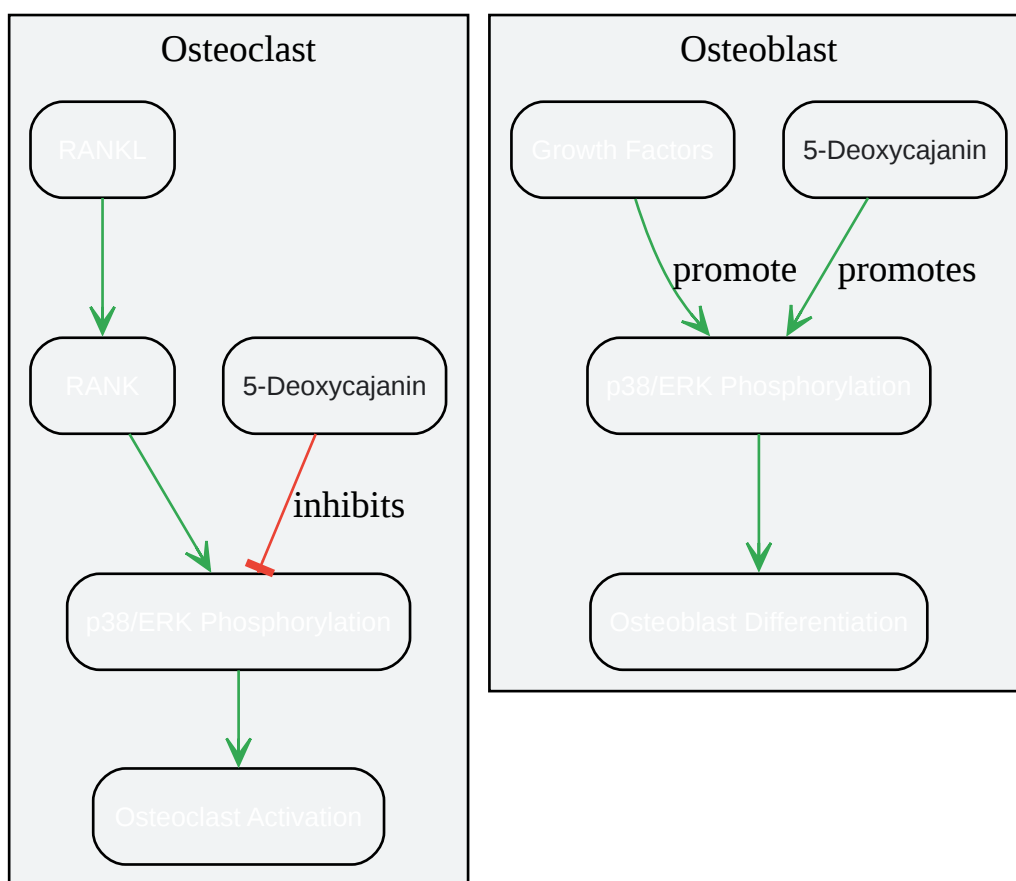 Osteoclast
RANKL
RANK
5-Deoxycajanin
inhibits
p38/ERK Phosphorylation
Osteoclast Activation
Osteoblast
Growth Factors
5-Deoxycajanin
promote
promotes
p38/ERK Phosphorylation
Osteoblast Differentiation